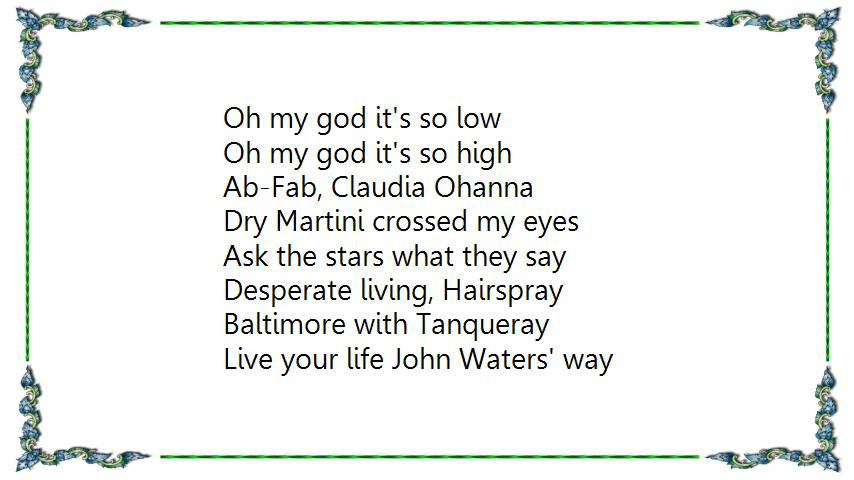 Oh my god it's so low
Oh my god it's so high
Ab-Fab, Claudia Ohanna
Dry Martini crossed my eyes
Ask the stars what they say
Desperate living, Hairspray
Baltimore with Tanqueray
Live your life John Waters' way